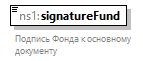 ns1:signatureFund
Подпись Фонда к основному
документу